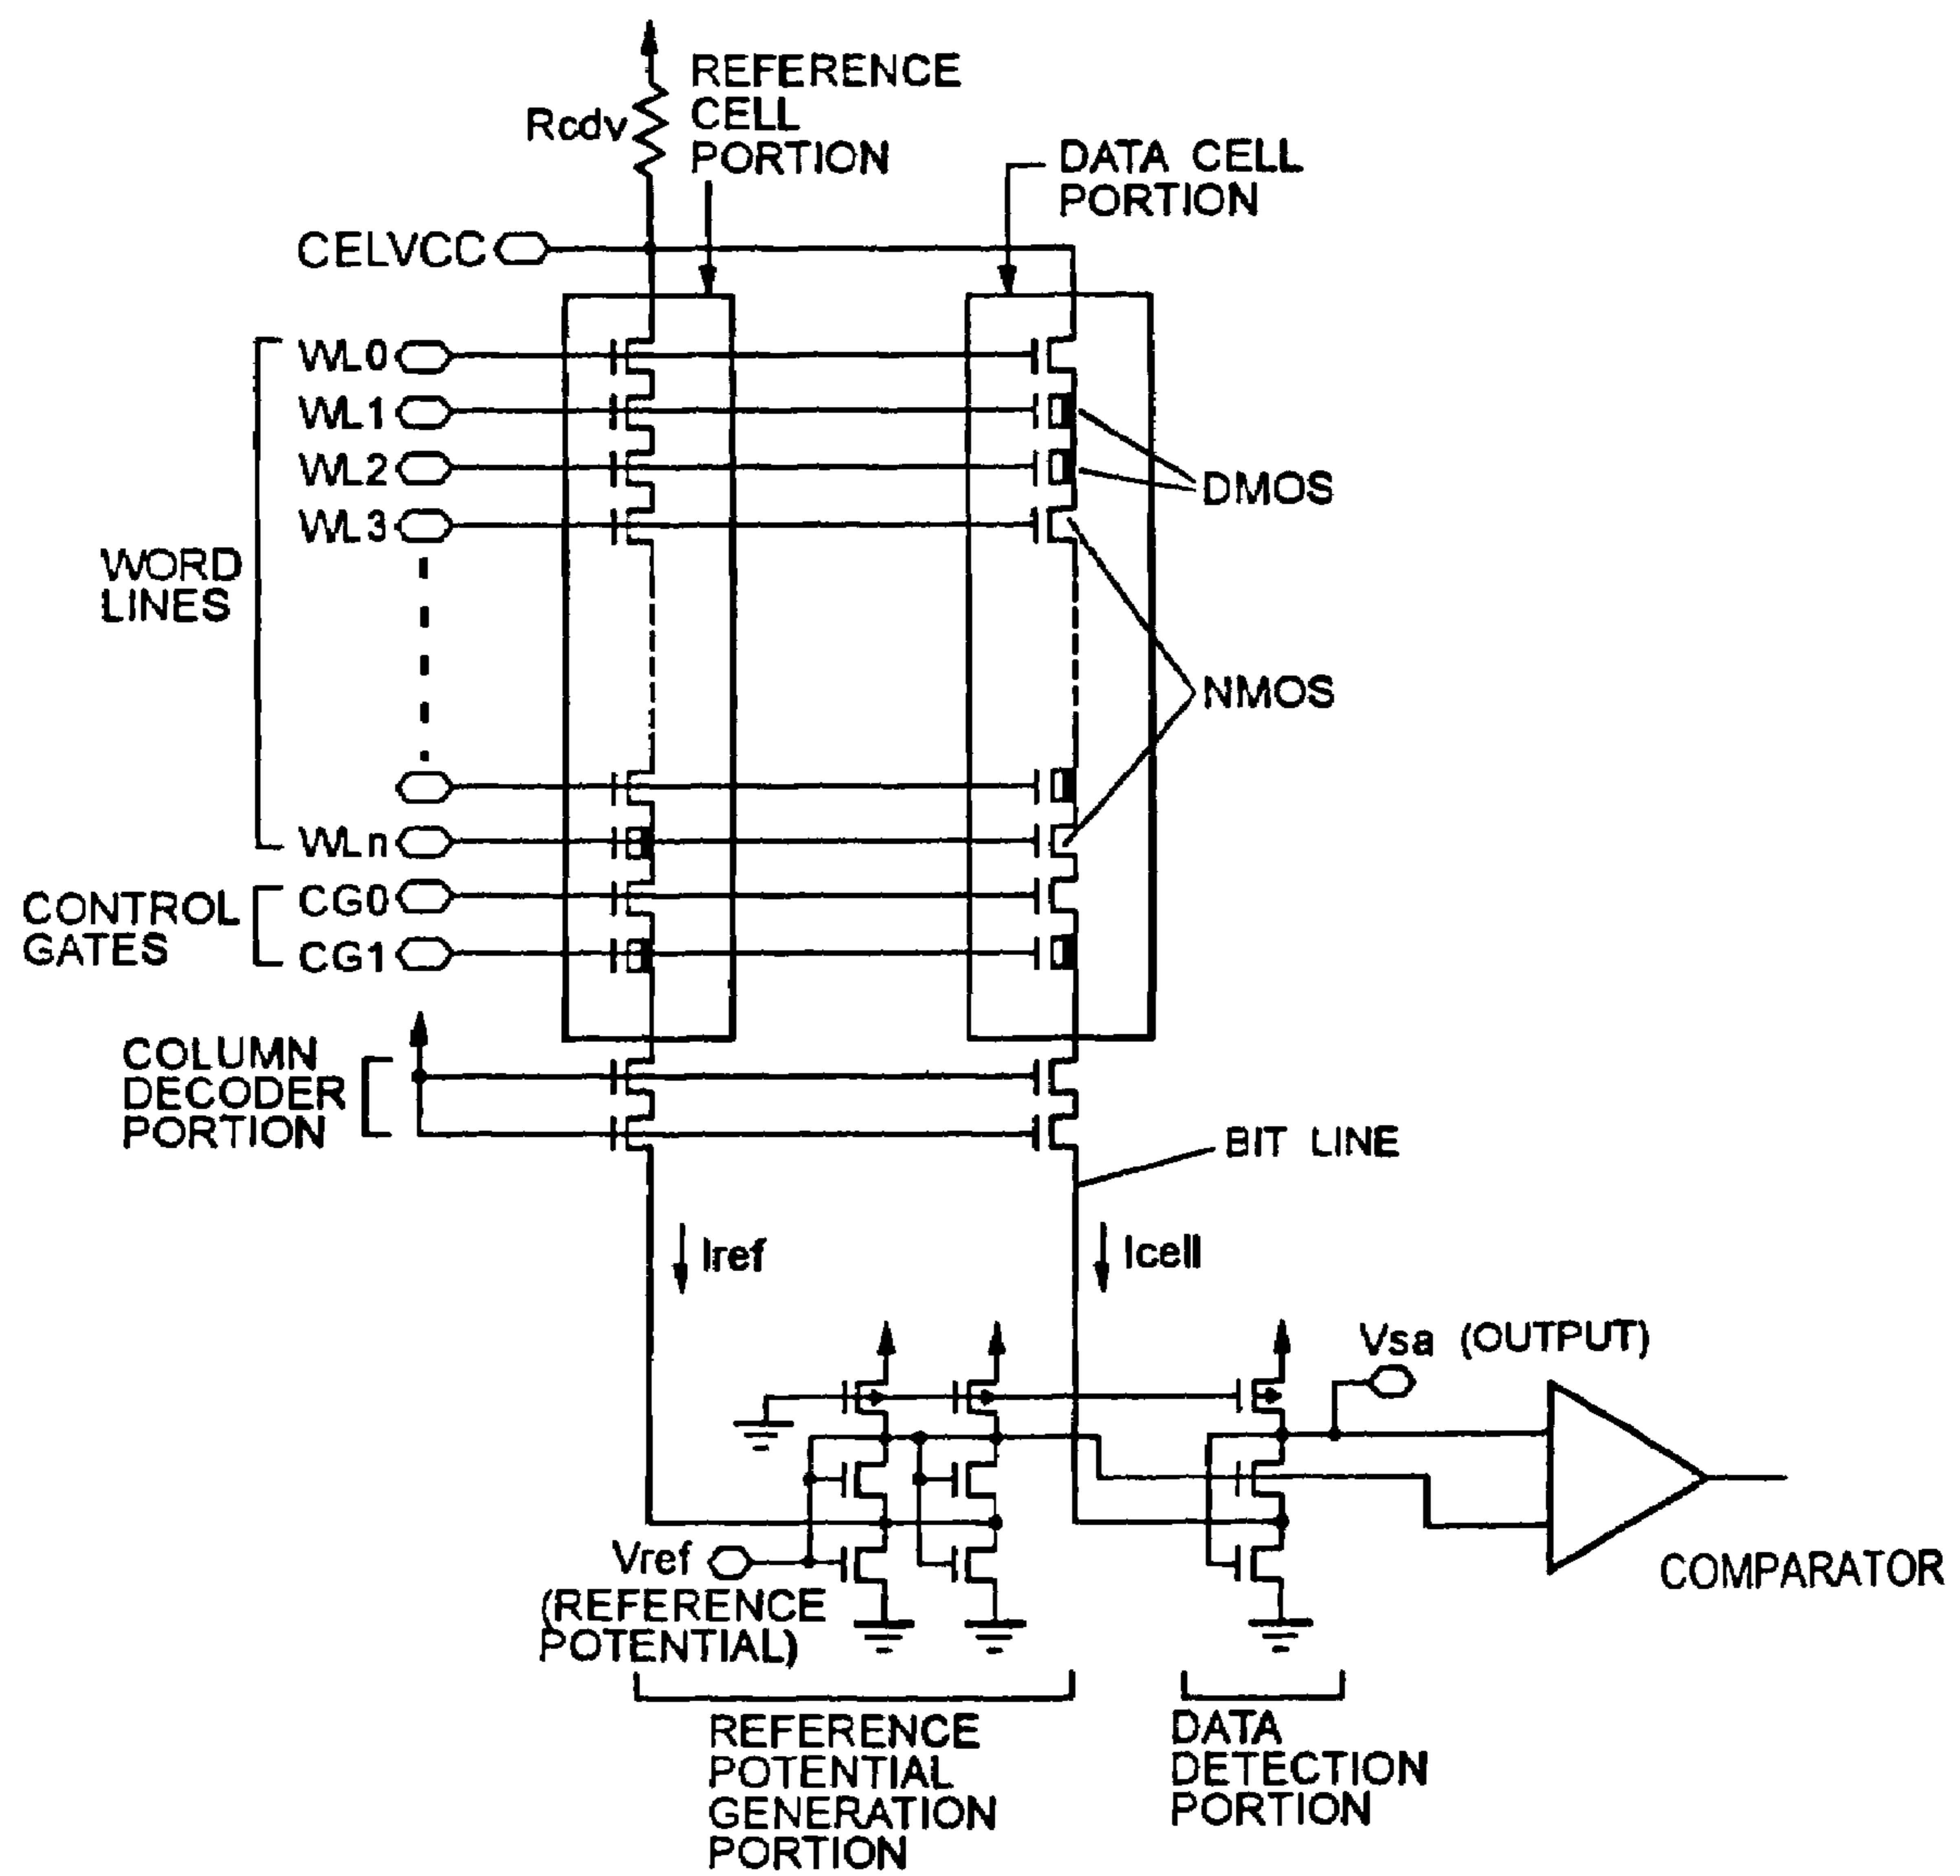 Rcdv
REFERENCE
CELL
PORTION
DATA CELL
PORTION
CELVCC
WL0
WL1
WL2
WL3
WORD
LINES
DMOS
NMOS
WLn
CONTROL
GATES
CG0
CG1
COLUMN
DECODER
PORTION
BIT LINE
Iref
Icell
Vsa (OUTPUT)
Vref
(REFERENCE
POTENTIAL)
COMPARATOR
REFERENCE
POTENTIAL
GENERATION
PORTION
DATA
DETECTION
PORTION